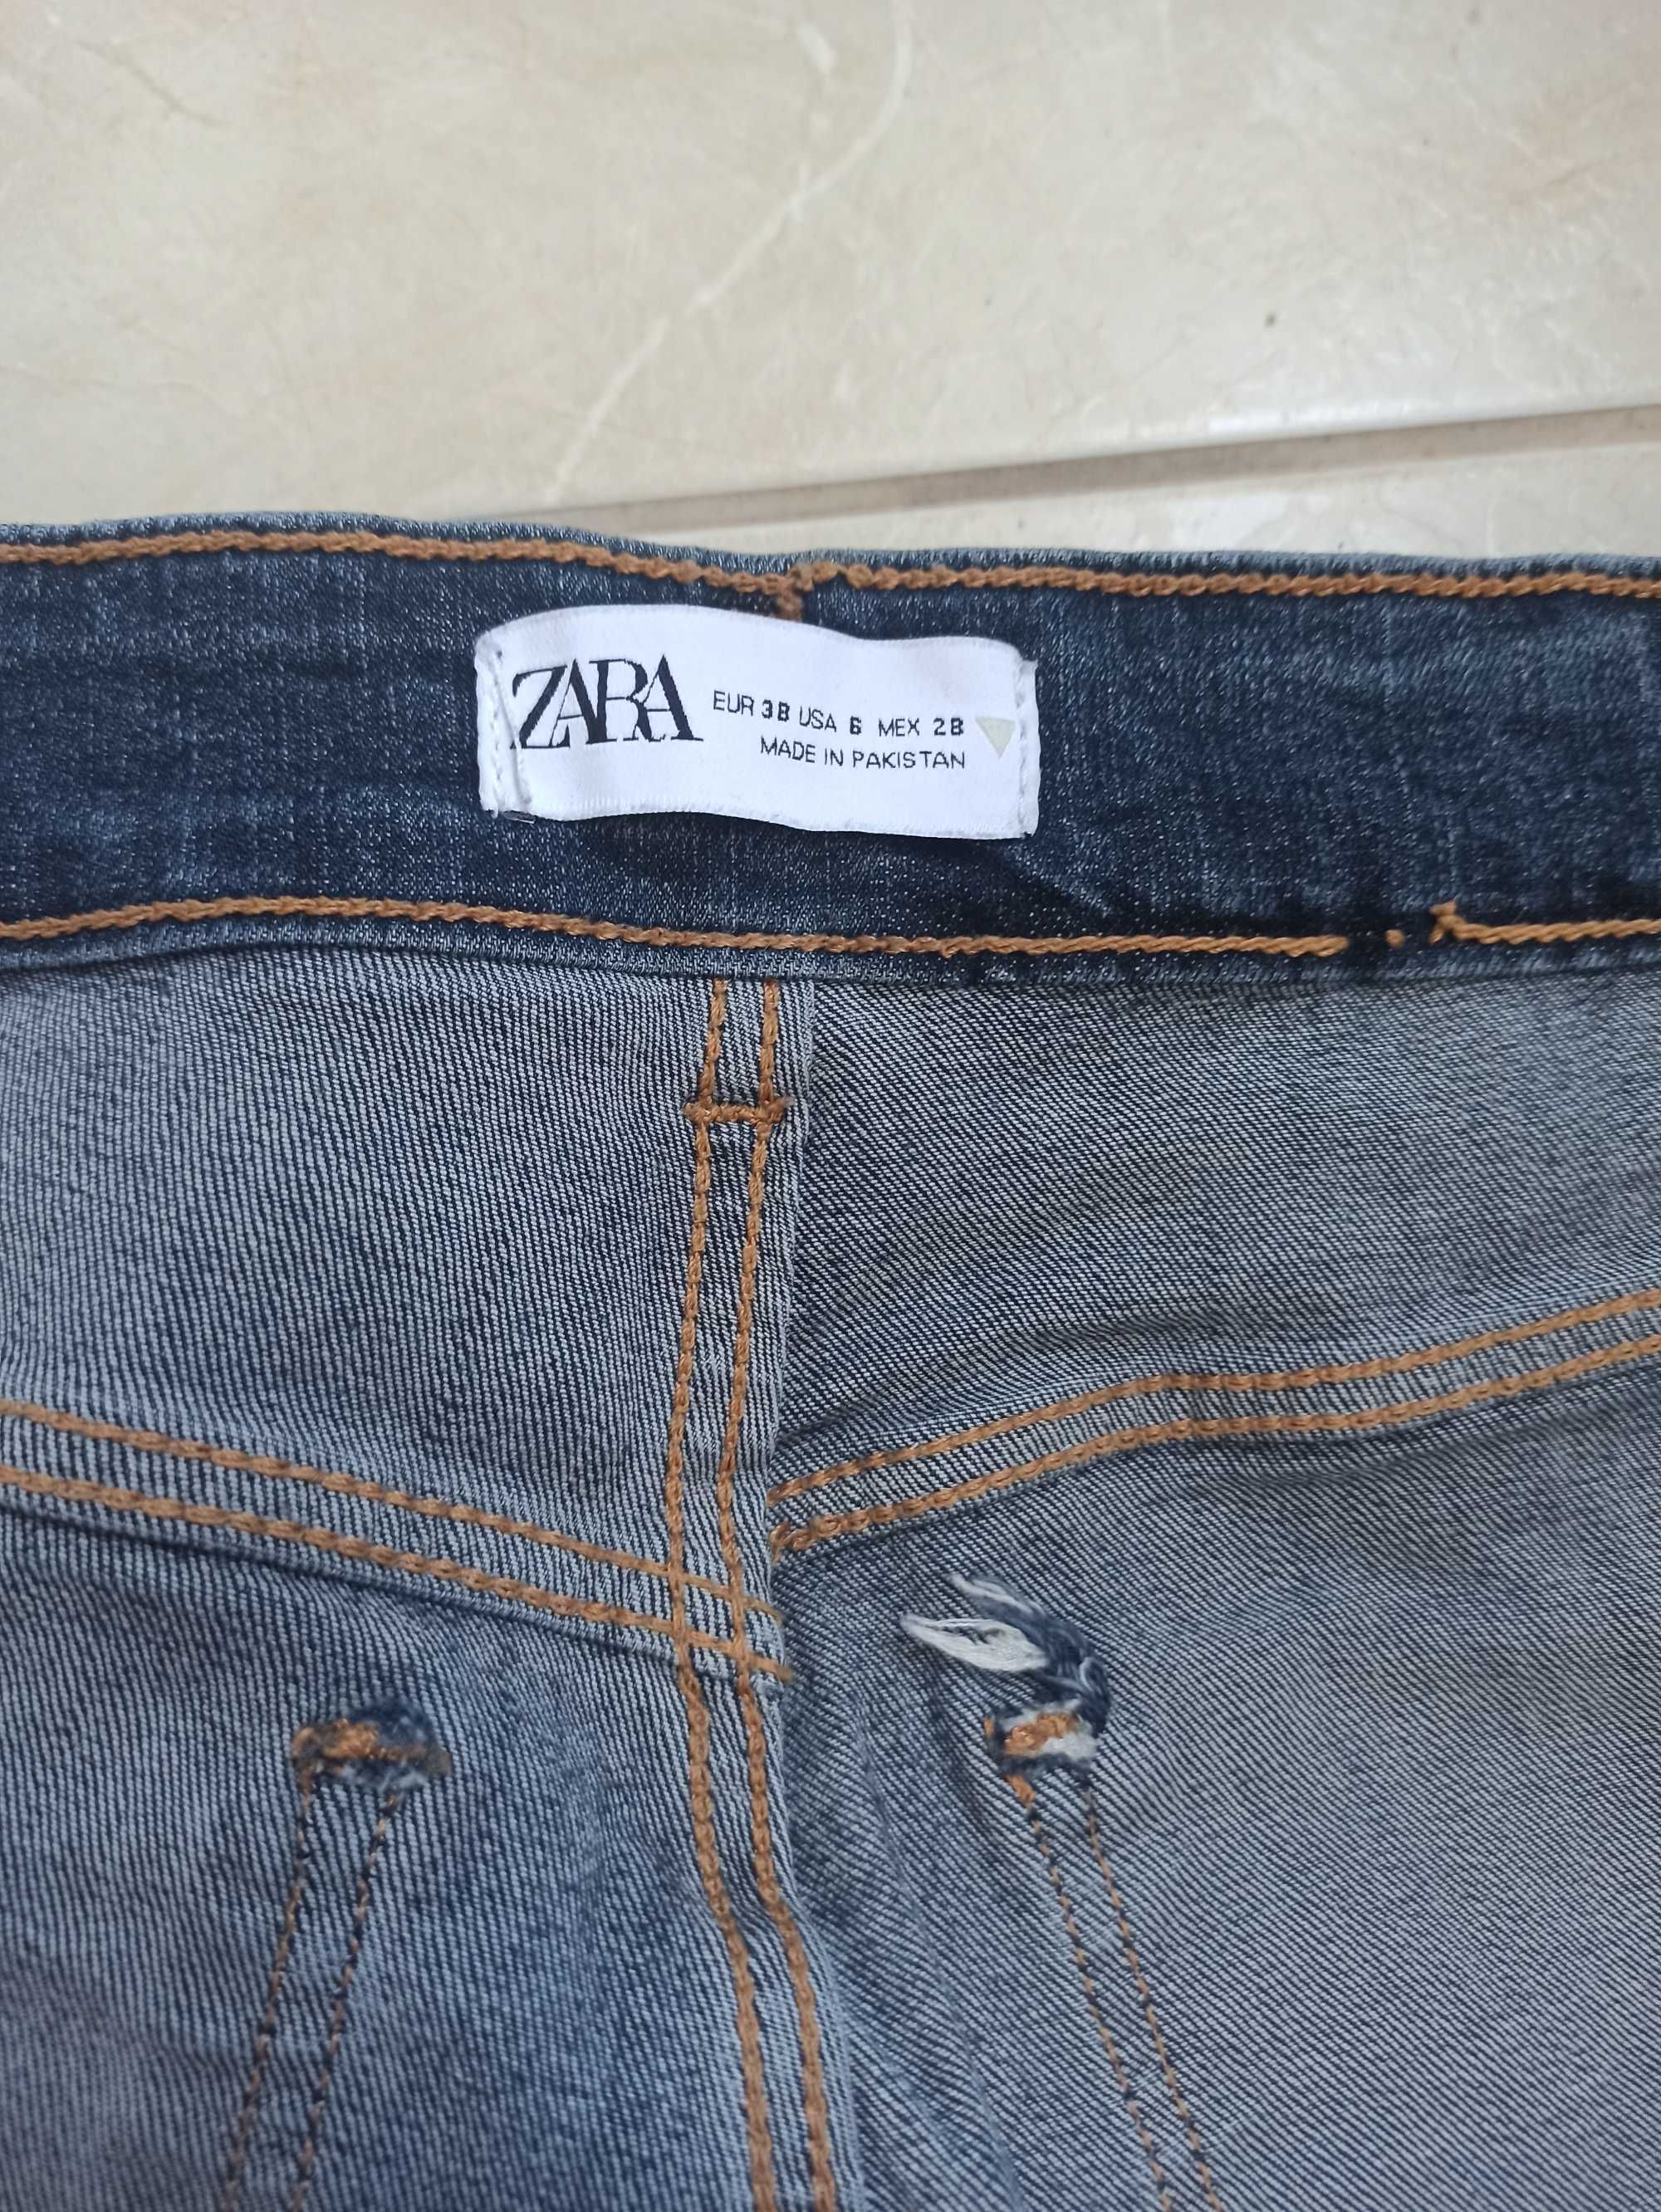 ZARA
EUR 38 USA 6 MEX 28
MADE IN PAKISTAN